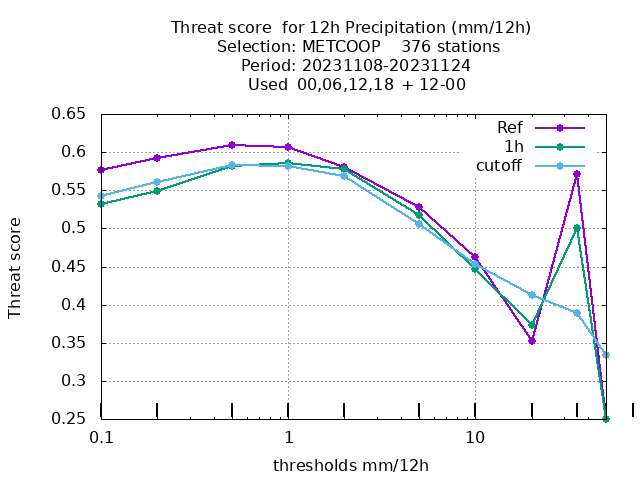 Threat score  for 12h Precipitation (mm/12h)
Selection: METCOOP    376 stations
Period: 20231108-20231124
Used  00,06,12,18  + 12-00
0.65
0.6
0.55
0.5
0.45
0.4
0.35
0.3
0.25
Threat score
Ref
1h
cutoff
0.1
1
10
thresholds mm/12h